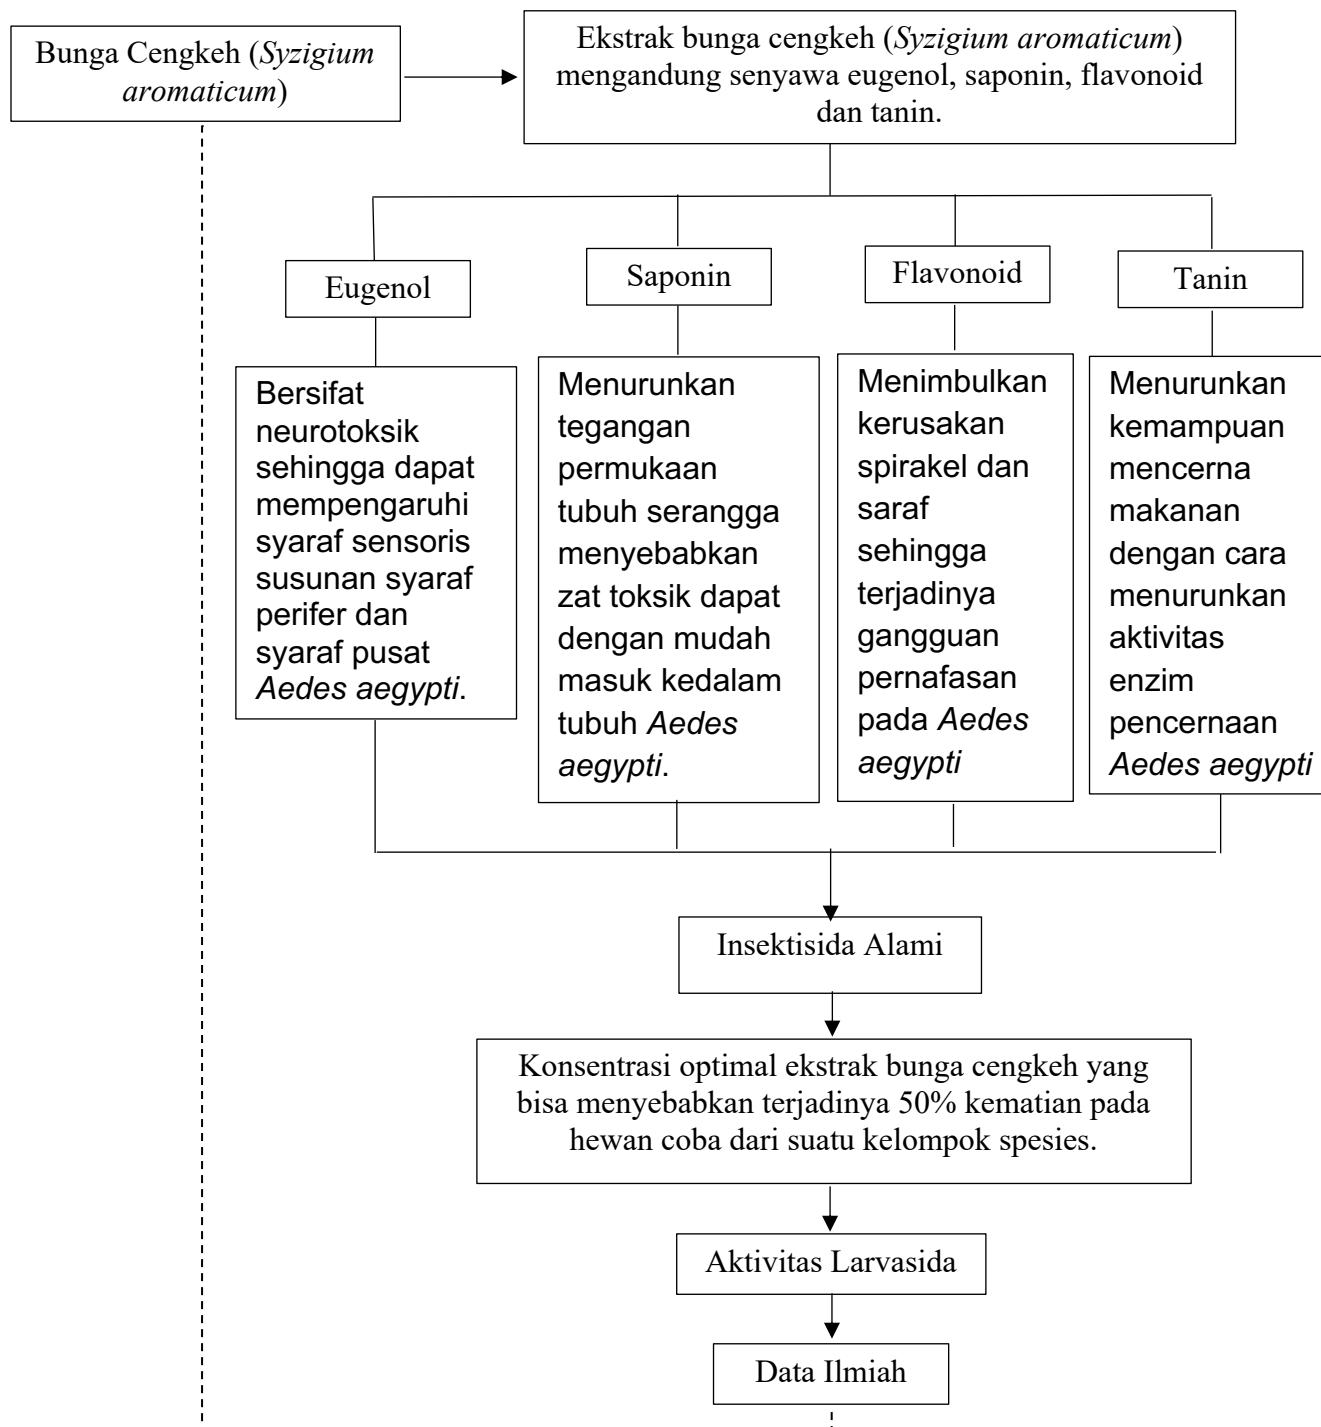 Bunga Cengkeh (Syzigium
aromaticum)
Ekstrak bunga cengkeh (Syzigium aromaticum)
mengandung senyawa eugenol, saponin, flavonoid
dan tanin.
Eugenol
Saponin
Flavonoid
Tanin
Bersifat
neurotoksik
sehingga dapat
mempengaruhi
syaraf sensoris
susunan syaraf
perifer dan
syaraf pusat
Aedes aegypti.
Menurunkan
tegangan
permukaan
tubuh serangga
menyebabkan
zat toksik dapat
dengan mudah
masuk kedalam
tubuh Aedes
aegypti.
Menimbulkan
kerusakan
spirakel dan
saraf
sehingga
terjadinya
gangguan
pernafasan
pada Aedes
aegypti
Menurunkan
kemampuan
mencerna
makanan
dengan cara
menurunkan
aktivitas
enzim
pencernaan
Aedes aegypti
Insektisida Alami
Konsentrasi optimal ekstrak bunga cengkeh yang
bisa menyebabkan terjadinya 50% kematian pada
hewan coba dari suatu kelompok spesies.
Aktivitas Larvasida
Data Ilmiah